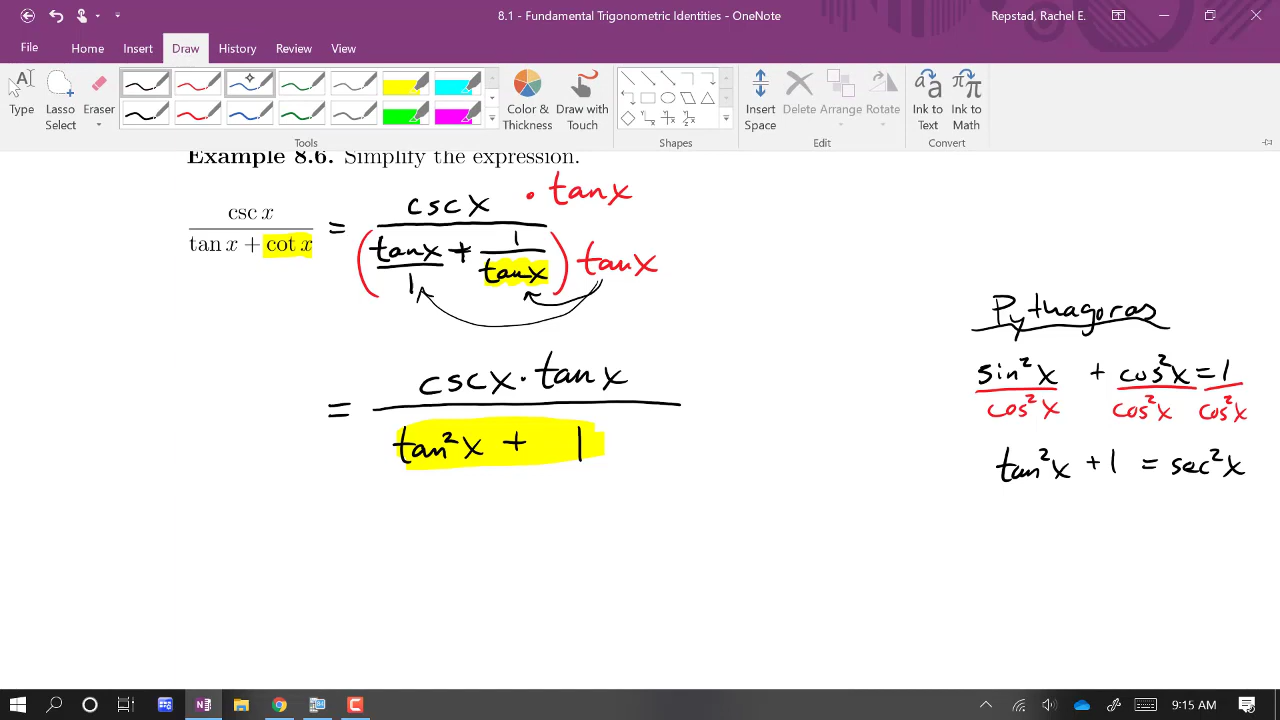 8.1 - Fundamental Trigonometric Identities - OneNote
Repstad, Rachel E.
File Home Insert Draw History Review View
Type
Lasso Select
Eraser
Color & Thickness
Draw with Touch
Insert Space
Delete
Arrange
Rotate
Ink to Text
Ink to Math
Tools Shapes Edit Convert
Example 8.6. Simplify the expression.
csc x / (tan x + cot x) = csc x · tan x / (tan x / 1 + 1 / tan x) tan x
= csc x · tan x / (tan²x + 1)
Pythagoras
sin²x / cos²x + cos²x / cos²x = 1 / cos²x
tan²x + 1 = sec²x
9:15 AM